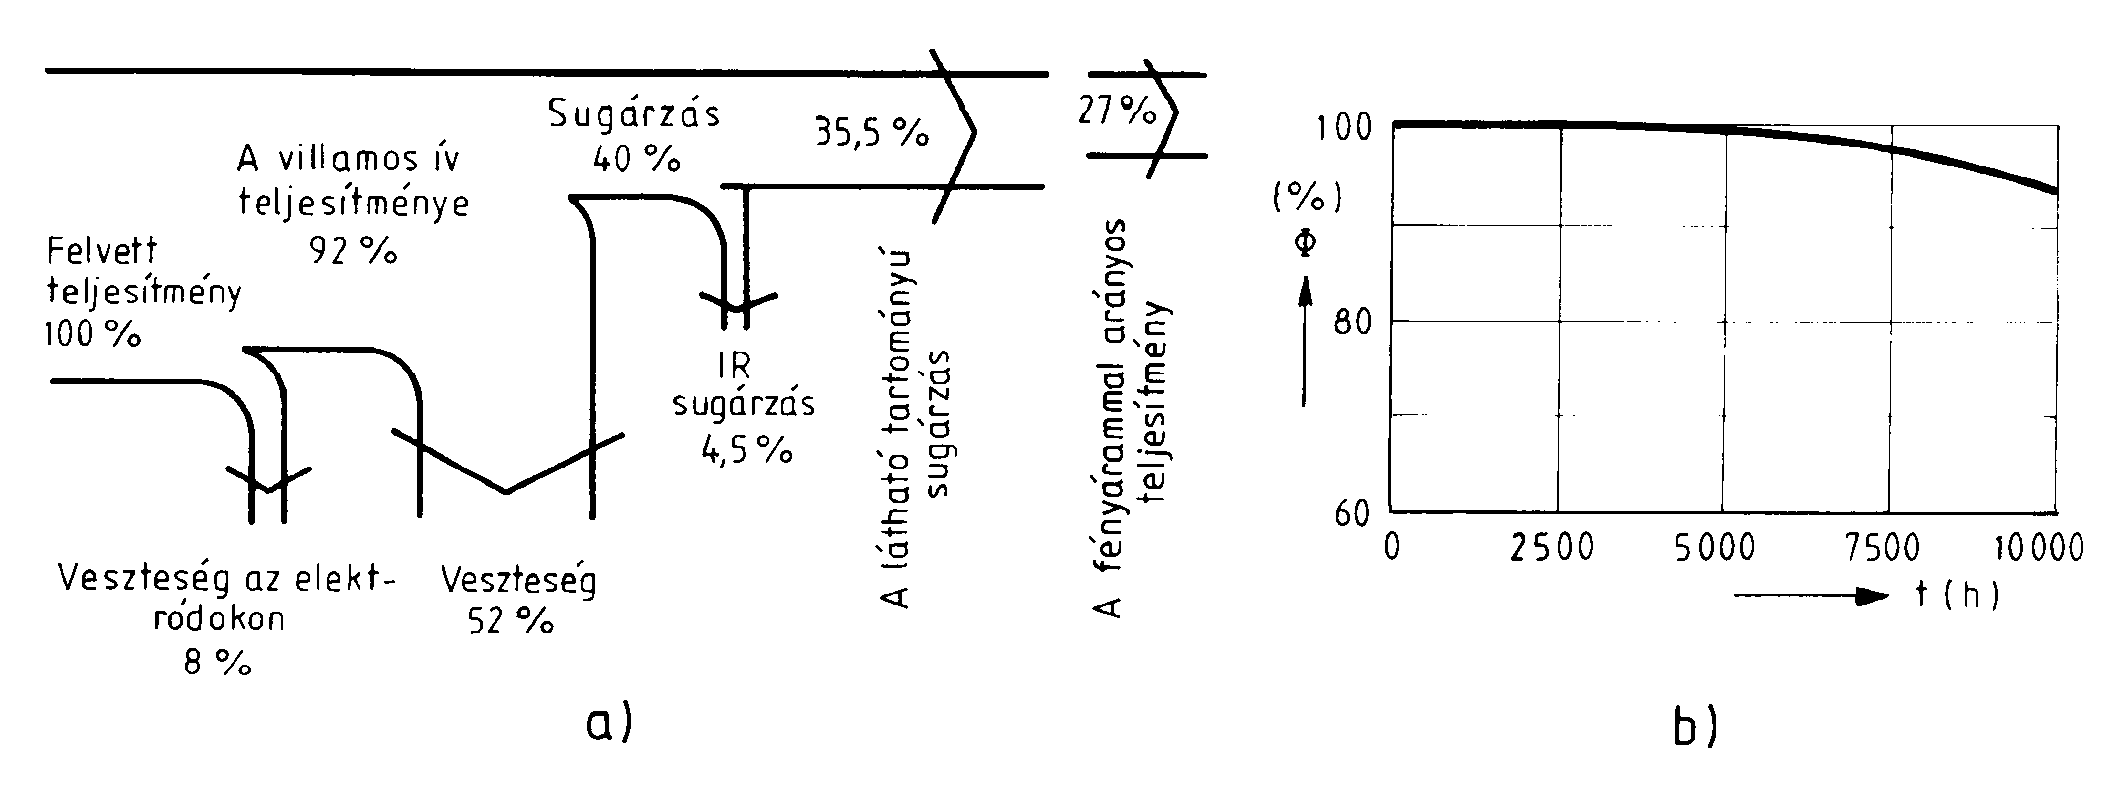 Felvett
teljesítmény
100 %
A villamos ív
teljesítménye
92 %
Sugárzás
40 %
35,5 %
27%
Veszteség az elekt-
ródokon
8 %
Veszteség
52 %
IR
sugárzás
4,5%
A látható tartományú
sugárzás
A fényárammal arányos
teljesítmény
a)
100
(%)
Φ
80
60
0 2500 5000 7500 10000
t (h)
b)